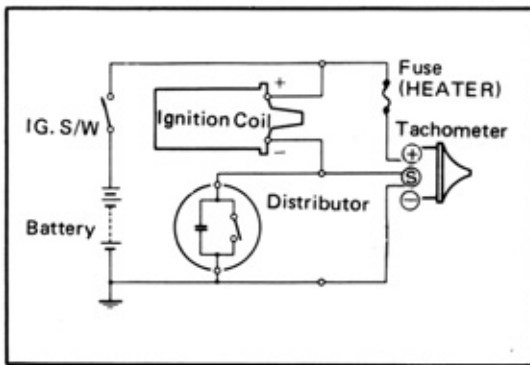 Fuse
(HEATER)
IG. S/W
Ignition Coil
+
−
Tachometer
+
S
−
Battery
Distributor